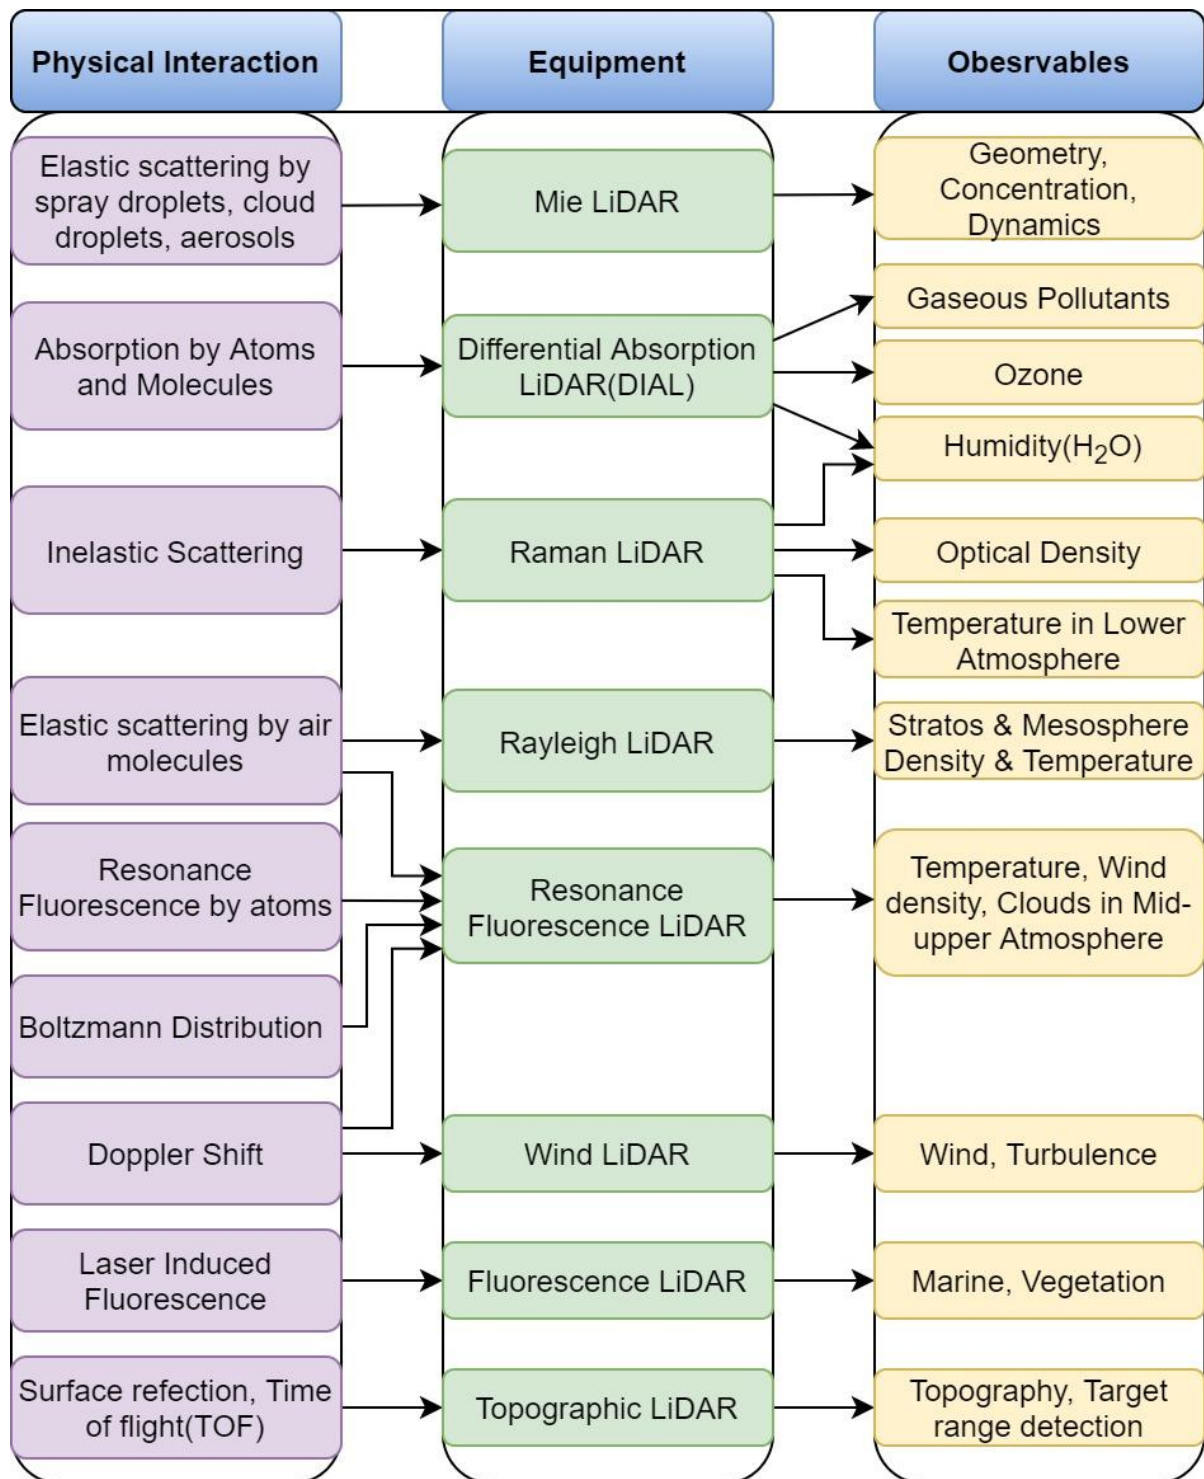 Physical Interaction
Equipment
Obesrvables
Elastic scattering by
spray droplets, cloud
droplets, aerosols
Mie LiDAR
Geometry,
Concentration,
Dynamics
Absorption by Atoms
and Molecules
Differential Absorption
LiDAR(DIAL)
Gaseous Pollutants
Ozone
Humidity(H₂O)
Inelastic Scattering
Raman LiDAR
Optical Density
Temperature in Lower
Atmosphere
Elastic scattering by air
molecules
Rayleigh LiDAR
Stratos & Mesosphere
Density & Temperature
Resonance
Fluorescence by atoms
Resonance
Fluorescence LiDAR
Temperature, Wind
density, Clouds in Mid-
upper Atmosphere
Boltzmann Distribution
Doppler Shift
Wind LiDAR
Wind, Turbulence
Laser Induced
Fluorescence
Fluorescence LiDAR
Marine, Vegetation
Surface refection, Time
of flight(TOF)
Topographic LiDAR
Topography, Target
range detection